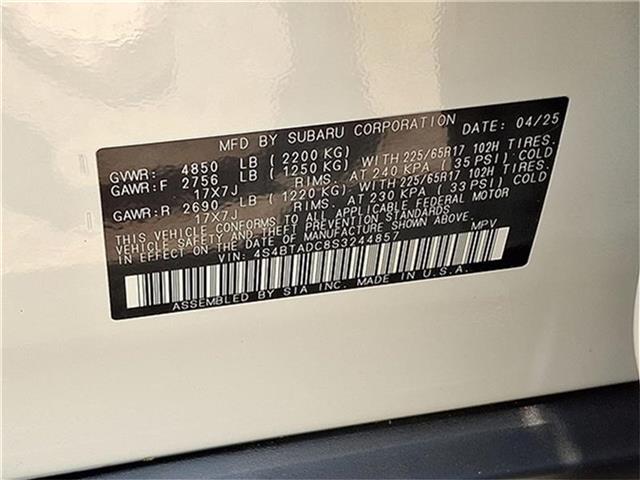 MFD BY SUBARU CORPORATION DATE: 04/25
GVWR: 4850 LB (2200 KG)
GAWR:F 2756 LB (1250 KG) WITH 225/65R17 102H TIRES.
17X7J RIMS. AT 240 KPA (35 PSI) COLD
GAWR:R 2690 LB (1220 KG) WITH 225/65R17 102H TIRES.
17X7J RIMS. AT 230 KPA (33 PSI) COLD
THIS VEHICLE CONFORMS TO ALL APPLICABLE FEDERAL MOTOR
VEHICLE SAFETY AND THEFT PREVENTION STANDARDS
IN EFFECT ON THE DATE OF MANUFACTURE SHOWN ABOVE.
VIN: 4S4BTADC8S3244857 MPV
ASSEMBLED BY SIA INC. MADE IN U.S.A.